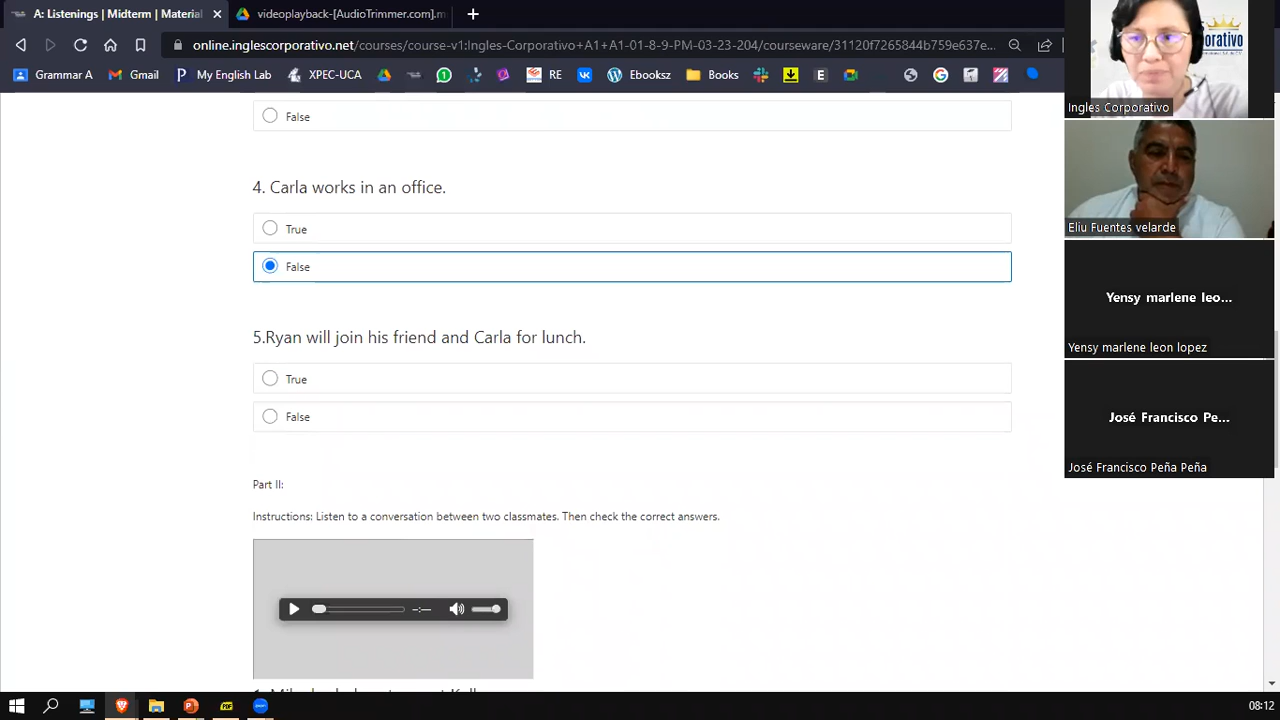 A: Listenings | Midterm | Material
videoplayback-[AudioTrimmer.com].m
online.inglescorporativo.net/courses/course-v1:Ingles-Corporativo+A1+A1-01-8-9-PM-03-23-204/courseware/31120f7265844b759e637e...
Grammar A
Gmail
My English Lab
XPEC-UCA
RE
Ebooksz
Books
orativo
Ingles Corporativo
False
4. Carla works in an office.
True
False
Eliu Fuentes velarde
Yensy marlene leo...
Yensy marlene leon lopez
5.Ryan will join his friend and Carla for lunch.
True
False
José Francisco Pe...
José Francisco Peña Peña
Part II:
Instructions: Listen to a conversation between two classmates. Then check the correct answers.
-:--
08:12